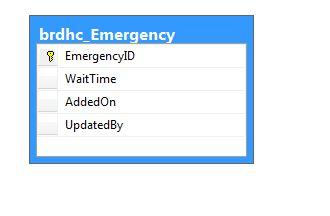 brdhc_Emergency
EmergencyID
WaitTime
AddedOn
UpdatedBy